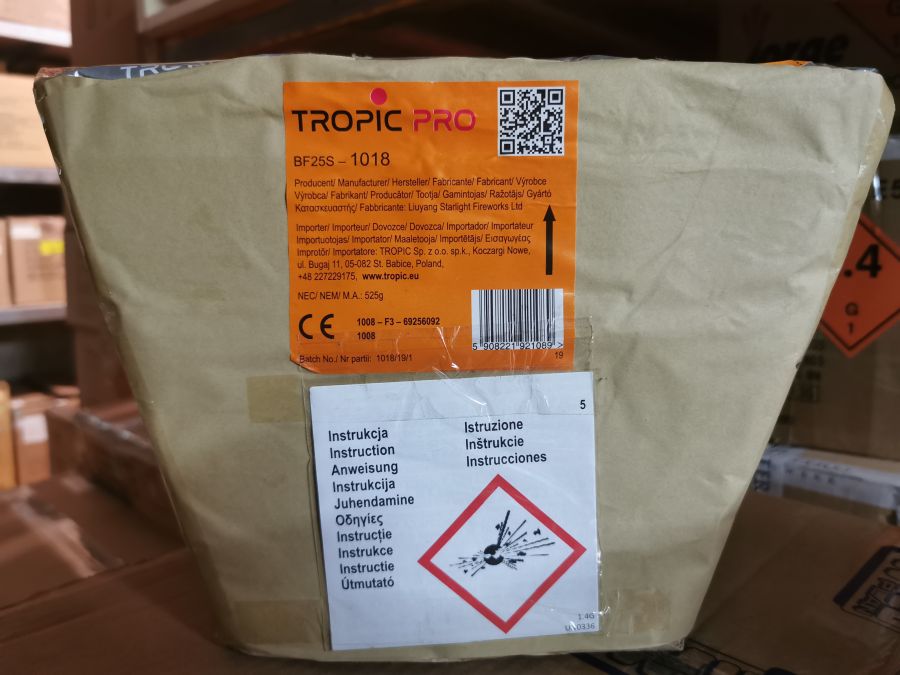 TROPIC PRO
BF25S – 1018
Producent/ Manufacturer/ Hersteller/ Fabricante/ Fabricant/ Výrobce
Výrobca/ Fabrikant/ Producător/ Tootja/ Gamintojas/ Ražotājs/ Gyártó
Κατασκευαστής/ Fabbricante: Liuyang Starlight Fireworks Ltd
Importer/ Importeur/ Dovozce/ Dovozca/ Importador/ Importateur
Importuotojas/ Importator/ Maaletooja/ Importētājs/ Εισαγωγέας
Importőr/ Importatore: TROPIC Sp. z o.o. sp.k., Koczargi Nowe,
ul. Bugaj 11, 05-082 St. Babice, Poland,
+48 227229175, www.tropic.eu
NEC/ NEM/ M.A.: 525g
CE 1008 – F3 – 69256092
1008
5 908221 921089 >
Batch No./ Nr partii: 1018/19/1
19
5
Instrukcja
Instruction
Anweisung
Instrukcija
Juhendamine
Οδηγίες
Instrucție
Instrukce
Instructie
Útmutató
Istruzione
Inštrukcie
Instrucciones
1.4G
UN0336
.4
G
1